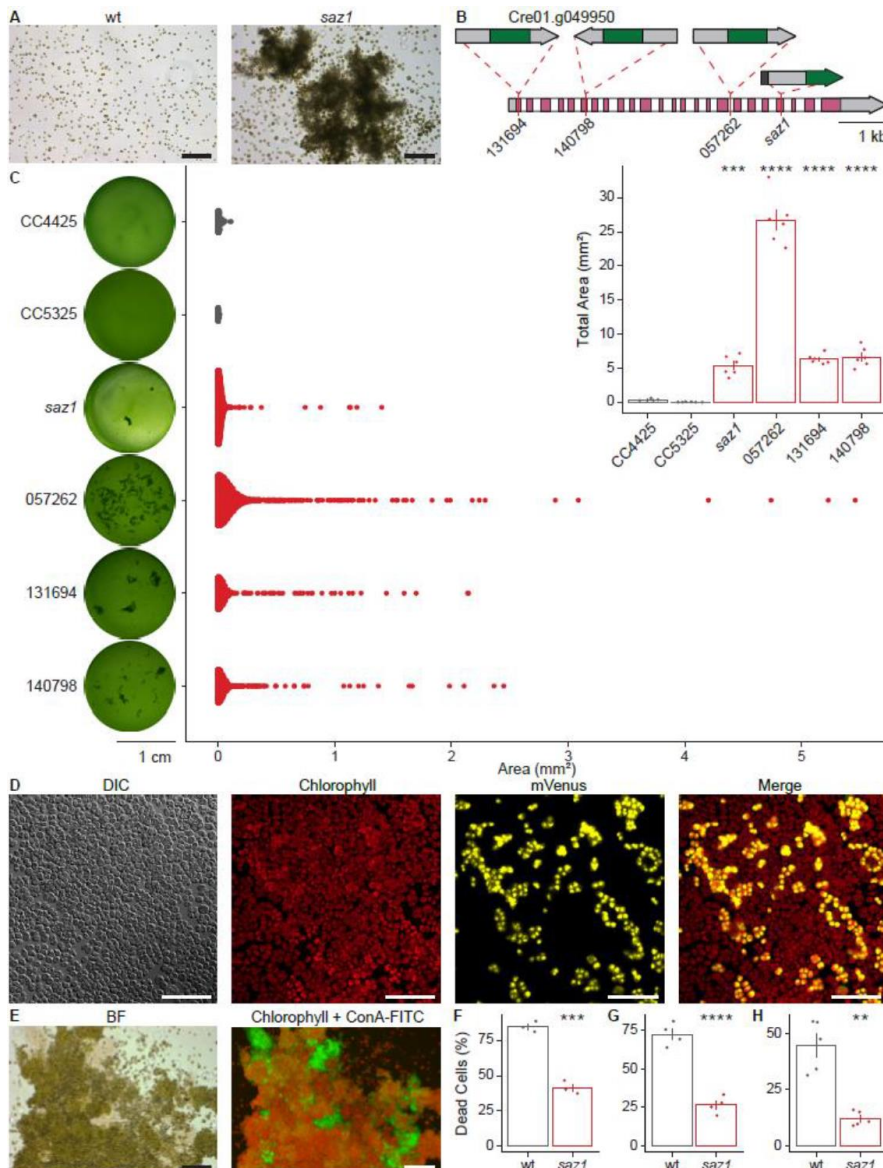 A
wt
saz1
B
Cre01.g049950
131694
140798
057262
saz1
1 kb
C
CC4425
CC5325
saz1
057262
131694
140798
1 cm
0
1
2
3
4
5
Area (mm²)
***
****
****
****
Total Area (mm²)
30
25
20
15
10
5
0
CC4425
CC5325
saz1
057262
131694
140798
D
DIC
Chlorophyll
mVenus
Merge
E
BF
Chlorophyll + ConA-FITC
F
***
Dead Cells (%)
75
50
25
0
wt
saz1
G
****
75
50
25
0
wt
saz1
H
**
50
25
0
wt
saz1